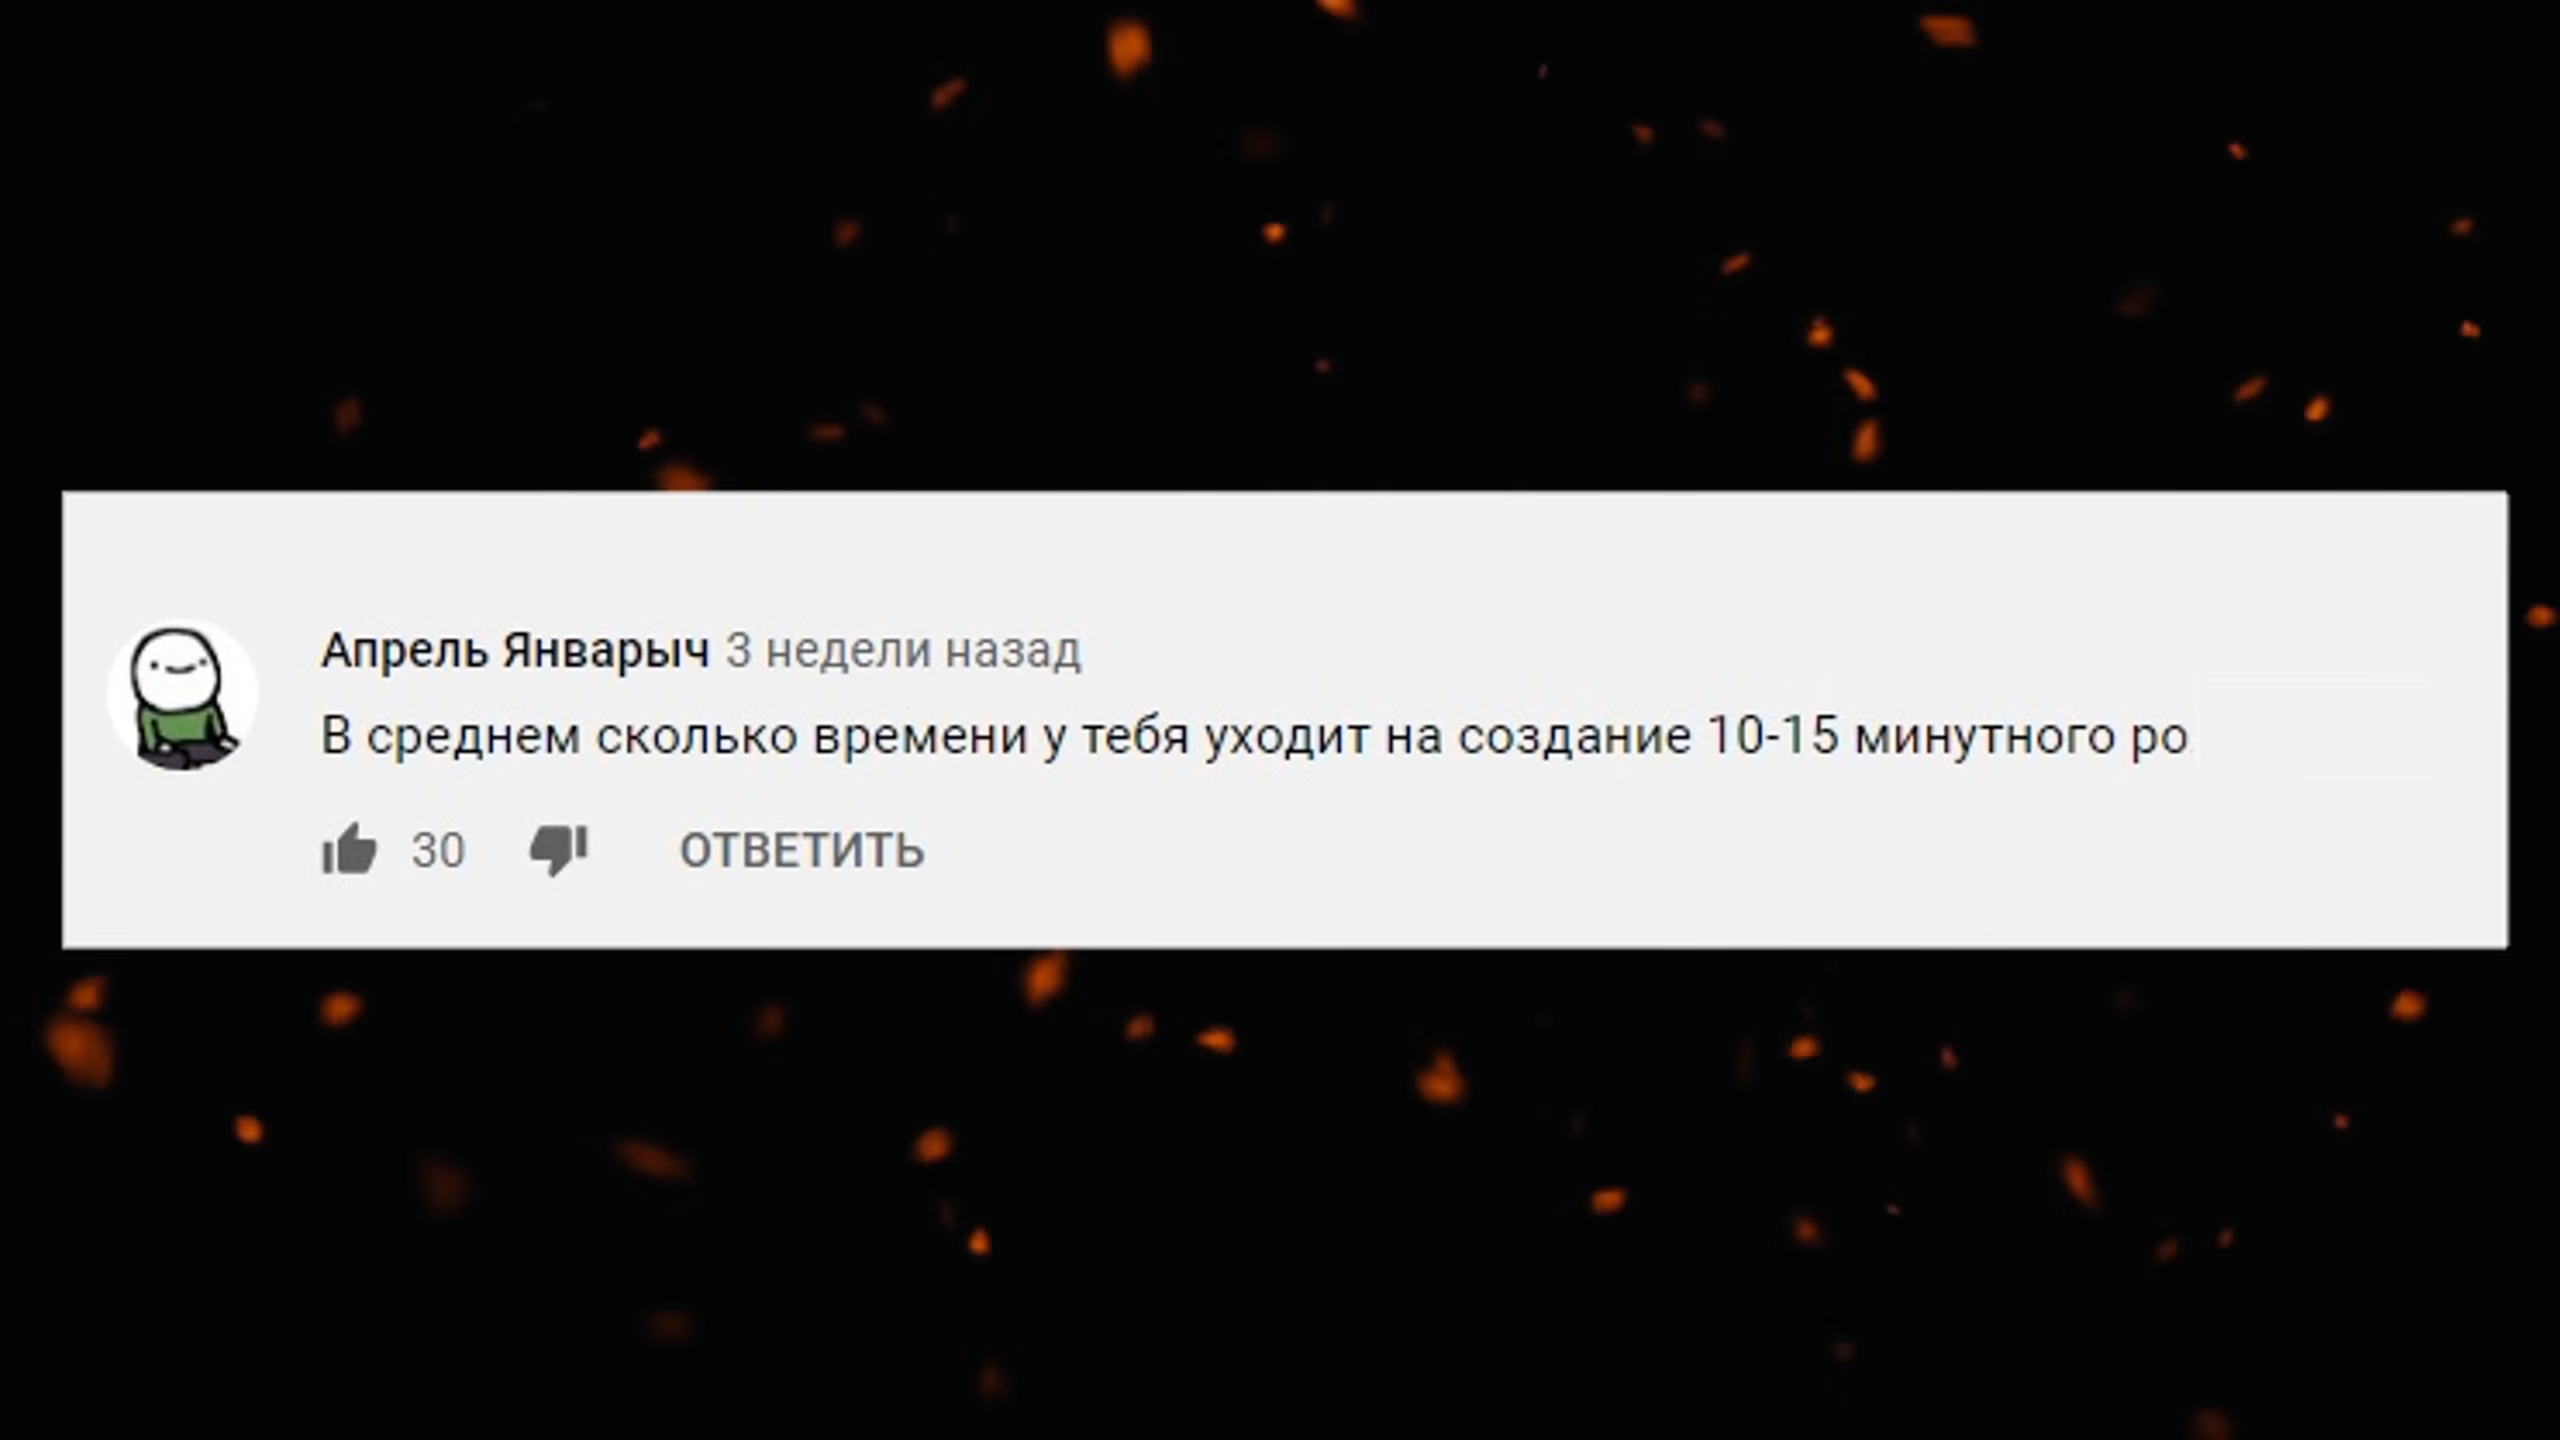 Апрель Январыч 3 недели назад
В среднем сколько времени у тебя уходит на создание 10-15 минутного ро
30 ОТВЕТИТЬ